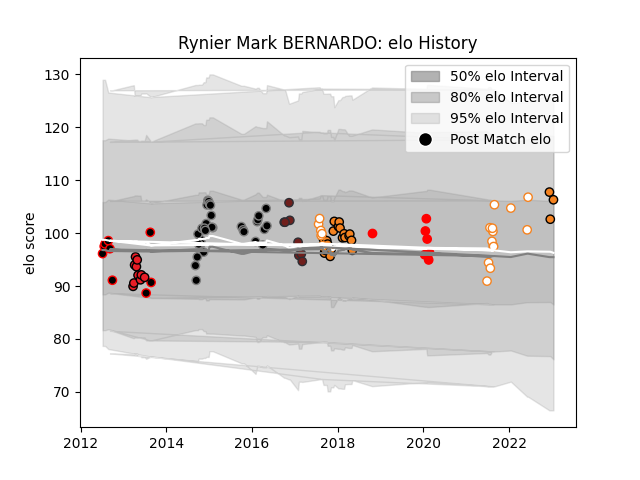 Rynier Mark BERNARDO: elo History
50% elo Interval
80% elo Interval
95% elo Interval
Post Match elo
elo score
130
120
110
100
90
80
70
2012
2014
2016
2018
2020
2022